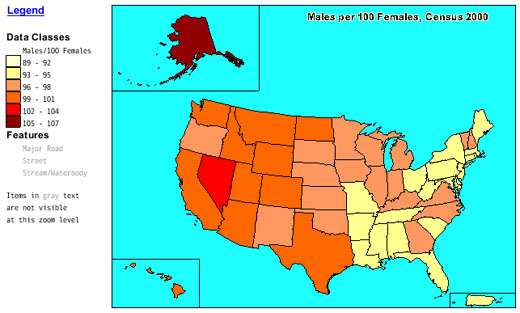 Legend
Males per 100 Females, Census 2000
Data Classes
Males/100 Females
89 - 92
93 - 95
96 - 98
99 - 101
102 - 104
105 - 107
Features
Major Road
Street
Stream/Waterbody
Items in gray text
are not visible
at this zoom level